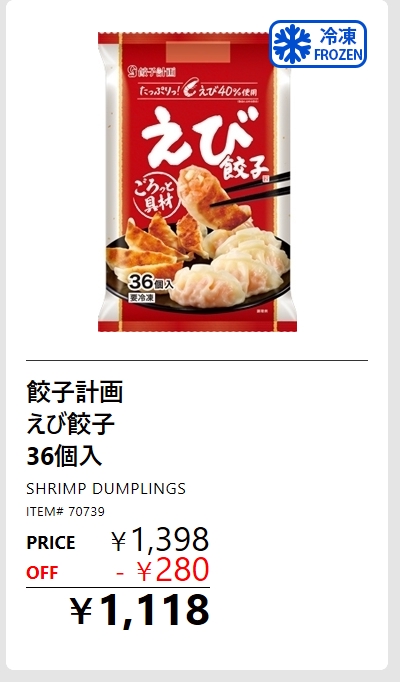 冷凍
FROZEN
餃子計画
たっぷりっ! えび40%使用
えび
餃子
ごろっと
具材
36個入
要冷凍
餃子計画
えび餃子
36個入
SHRIMP DUMPLINGS
ITEM# 70739
PRICE ¥1,398
OFF - ¥280
¥1,118